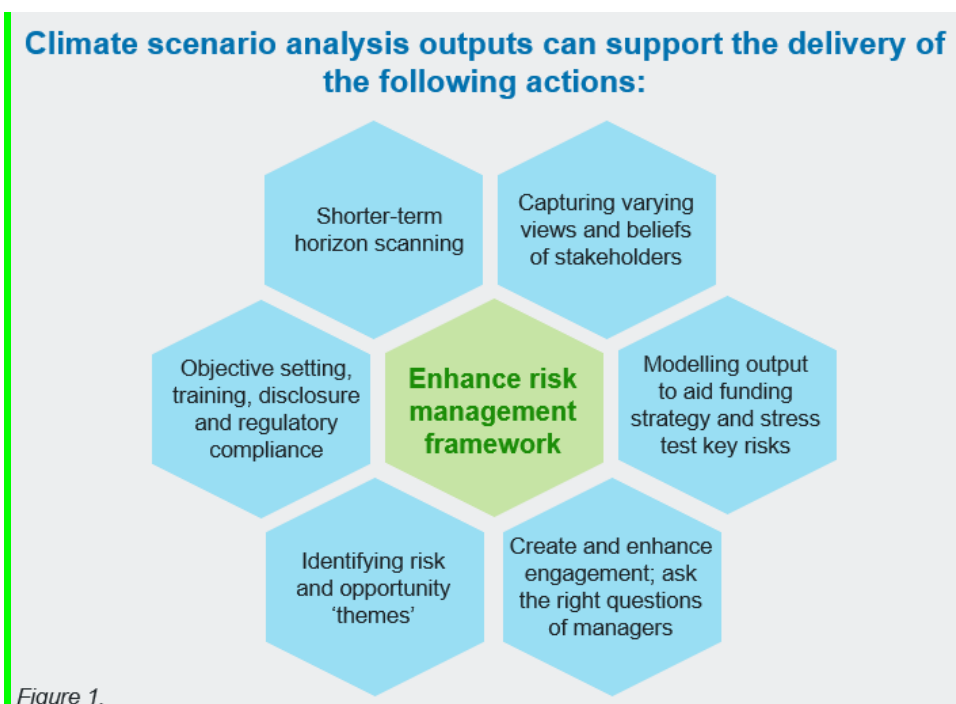 Climate scenario analysis outputs can support the delivery of
the following actions:
Shorter-term
horizon scanning
Capturing varying
views and beliefs
of stakeholders
Objective setting,
training, disclosure
and regulatory
compliance
Enhance risk
management
framework
Modelling output
to aid funding
strategy and stress
test key risks
Identifying risk
and opportunity
‘themes’
Create and enhance
engagement; ask
the right questions
of managers
Figure 1.